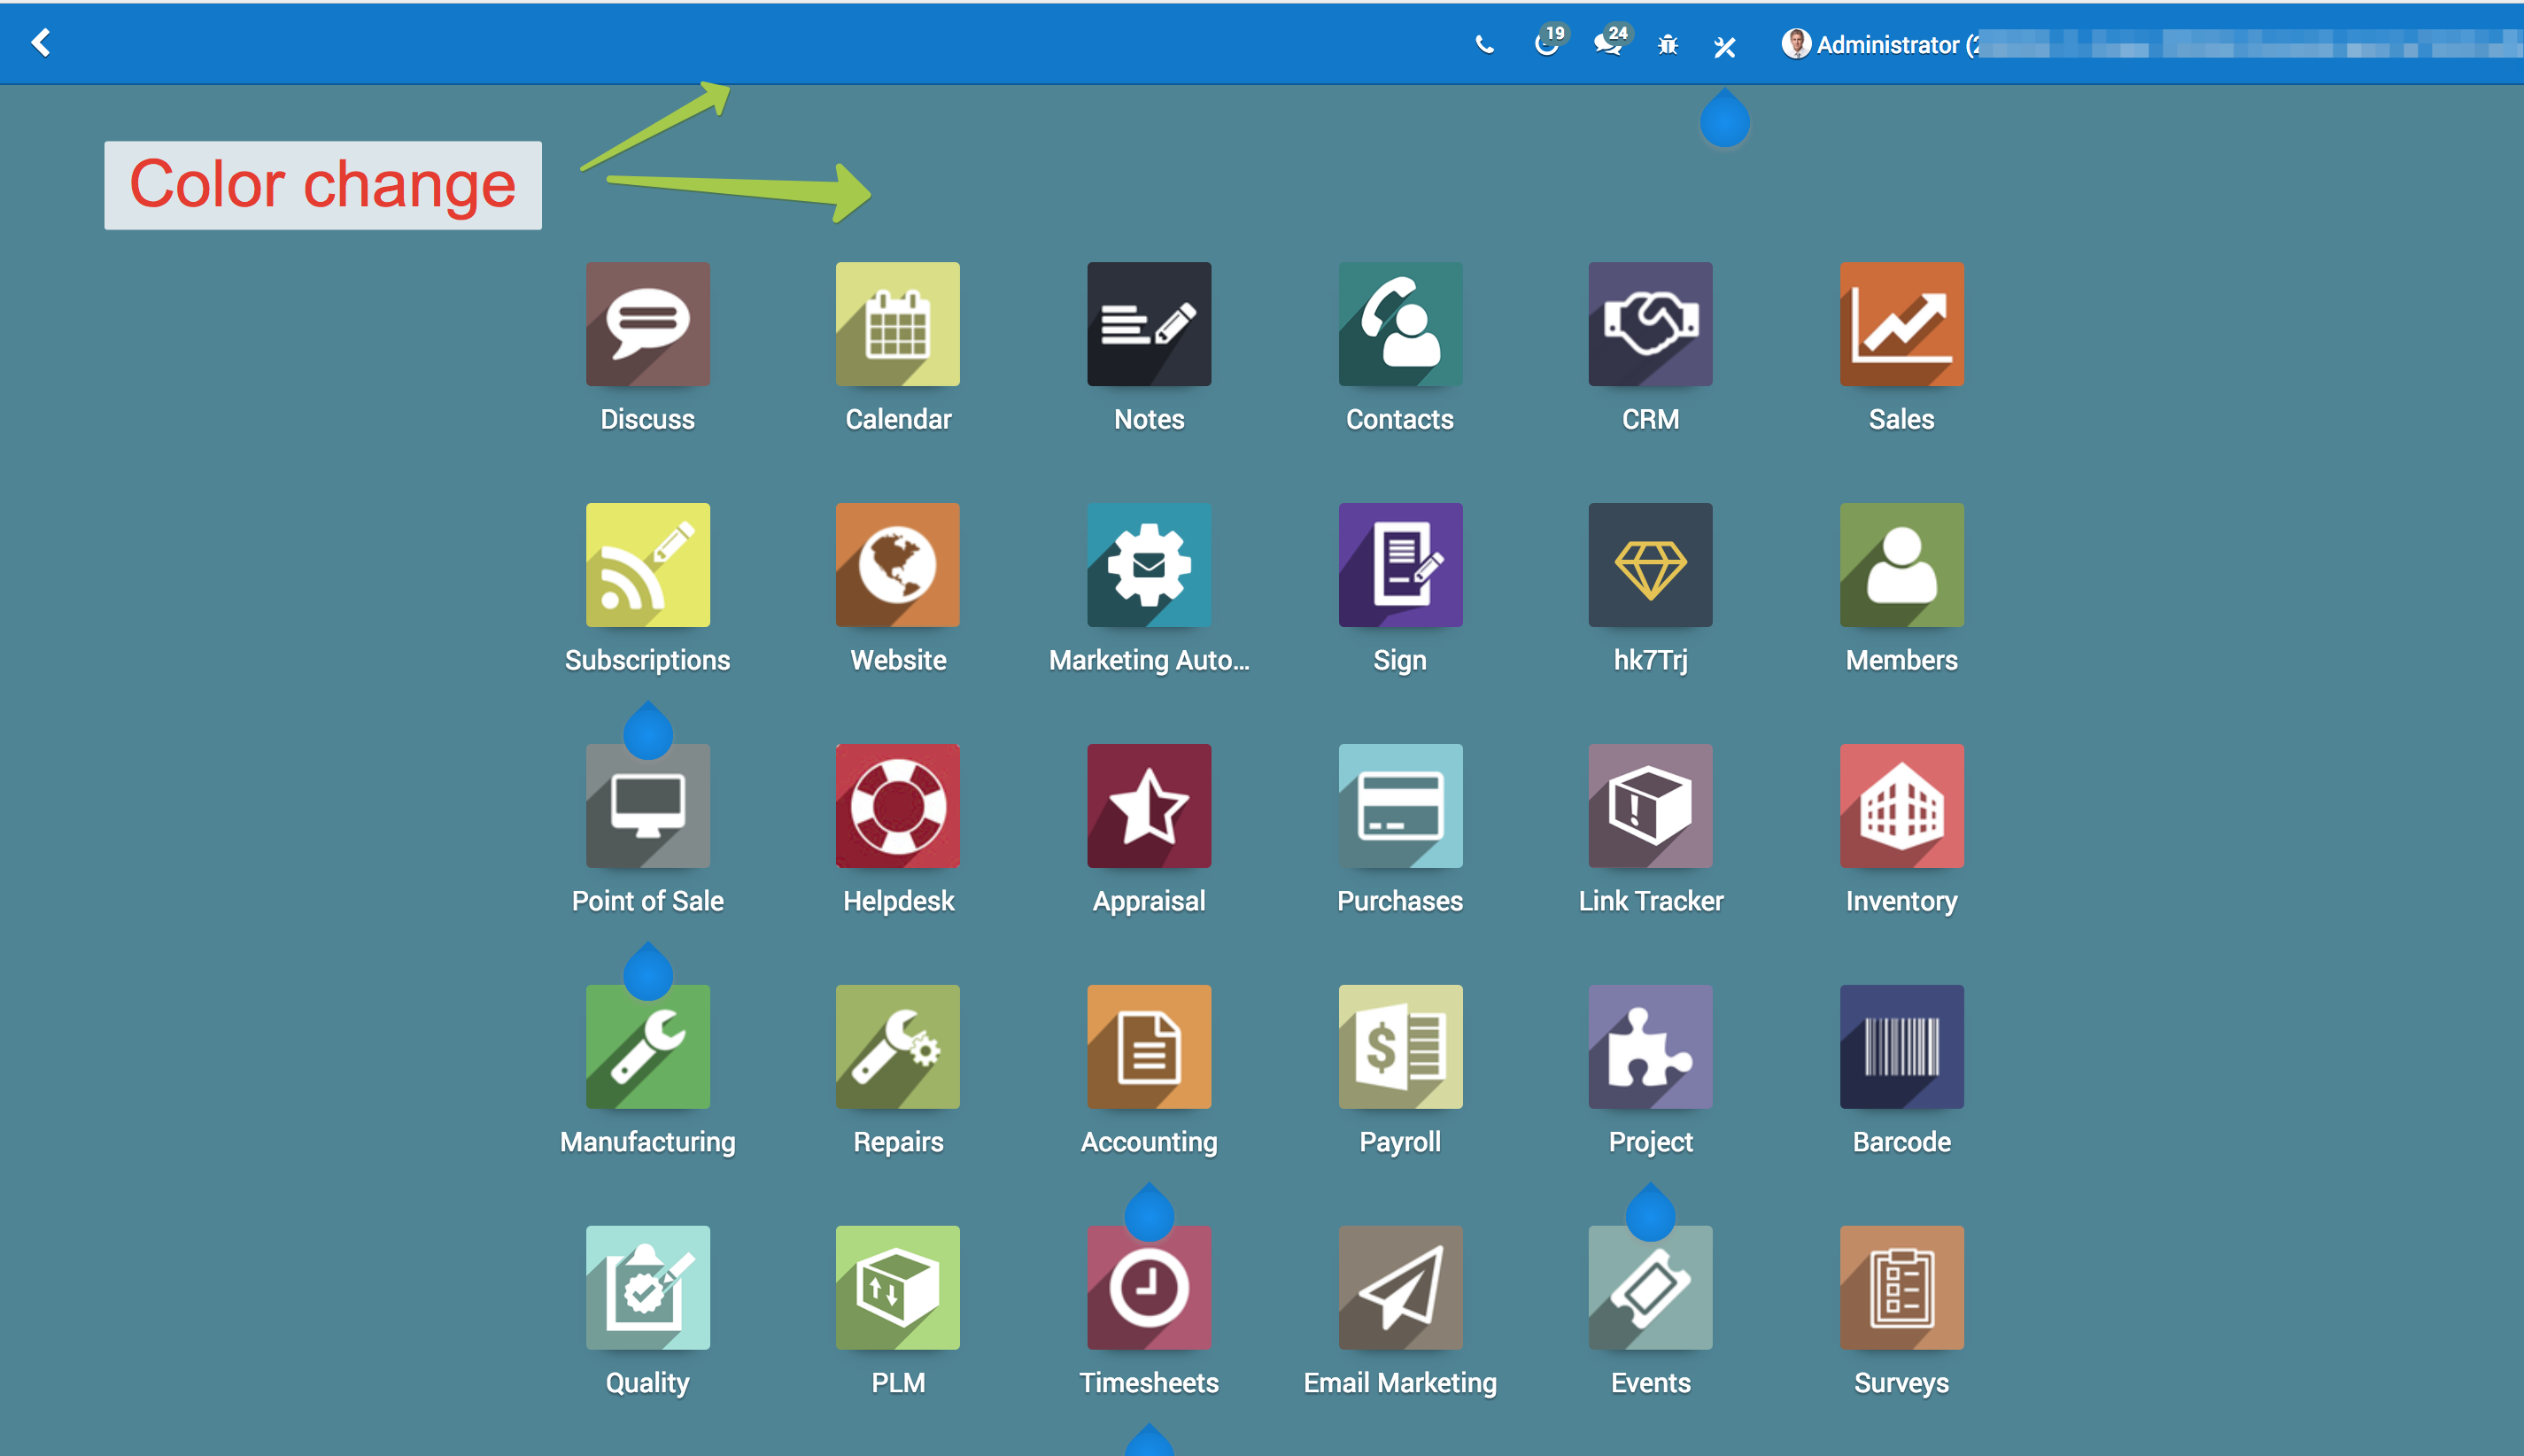 19 24 Administrator (2
Color change
Discuss Calendar Notes Contacts CRM Sales
Subscriptions Website Marketing Auto... Sign hk7Trj Members
Point of Sale Helpdesk Appraisal Purchases Link Tracker Inventory
Manufacturing Repairs Accounting Payroll Project Barcode
Quality PLM Timesheets Email Marketing Events Surveys